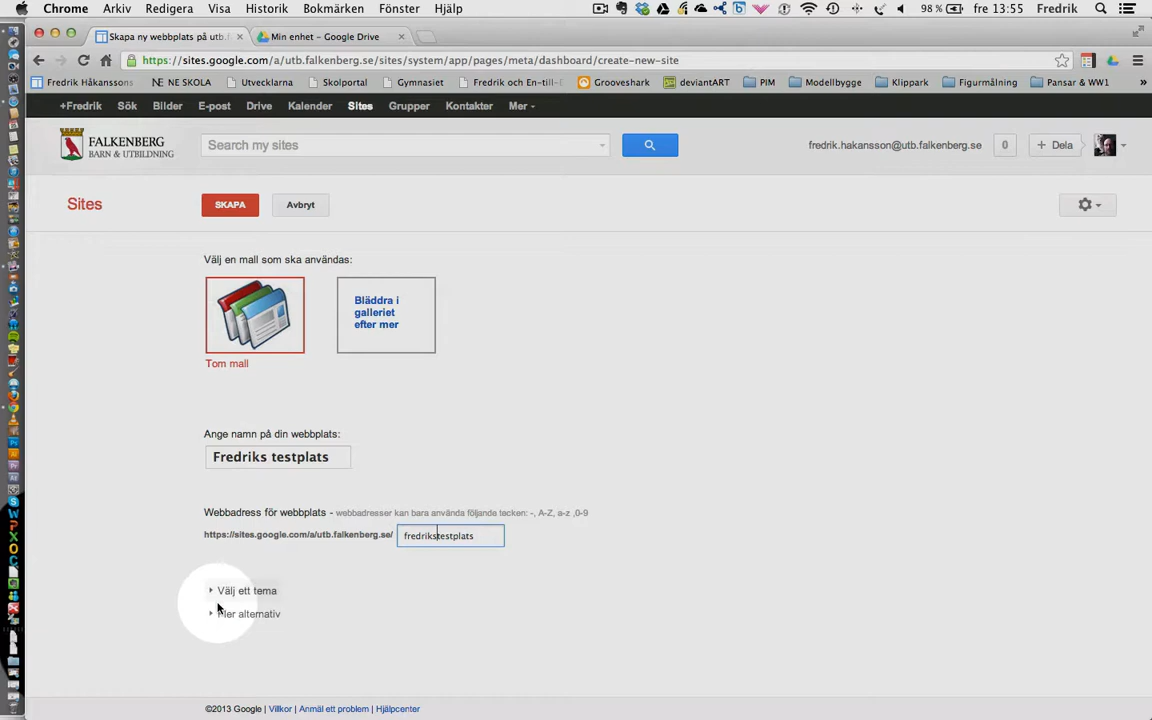 Chrome Arkiv Redigera Visa Historik Bokmärken Fönster Hjälp 98 % fre 13:55 Fredrik
Skapa ny webbplats på utb.f Min enhet – Google Drive
https://sites.google.com/a/utb.falkenberg.se/sites/system/app/pages/meta/dashboard/create-new-site
Fredrik Håkanssons NE NE SKOLA Utvecklarna Skolportal Gymnasiet Fredrik och En-till- Grooveshark deviantART PIM Modellbygge Klippark Figurmålning Pansar & WW1 »
+Fredrik Sök Bilder E-post Drive Kalender Sites Grupper Kontakter Mer
FALKENBERG
BARN & UTBILDNING
Search my sites
fredrik.hakansson@utb.falkenberg.se 0 + Dela
Sites SKAPA Avbryt
Välj en mall som ska användas:
Bläddra i
galleriet
efter mer
Tom mall
Ange namn på din webbplats:
Fredriks testplats
Webbadress för webbplats - webbadresser kan bara använda följande tecken: -, A-Z, a-z ,0-9
https://sites.google.com/a/utb.falkenberg.se/ fredrikstestplats
Välj ett tema
Mer alternativ
©2013 Google | Villkor | Anmäl ett problem | Hjälpcenter